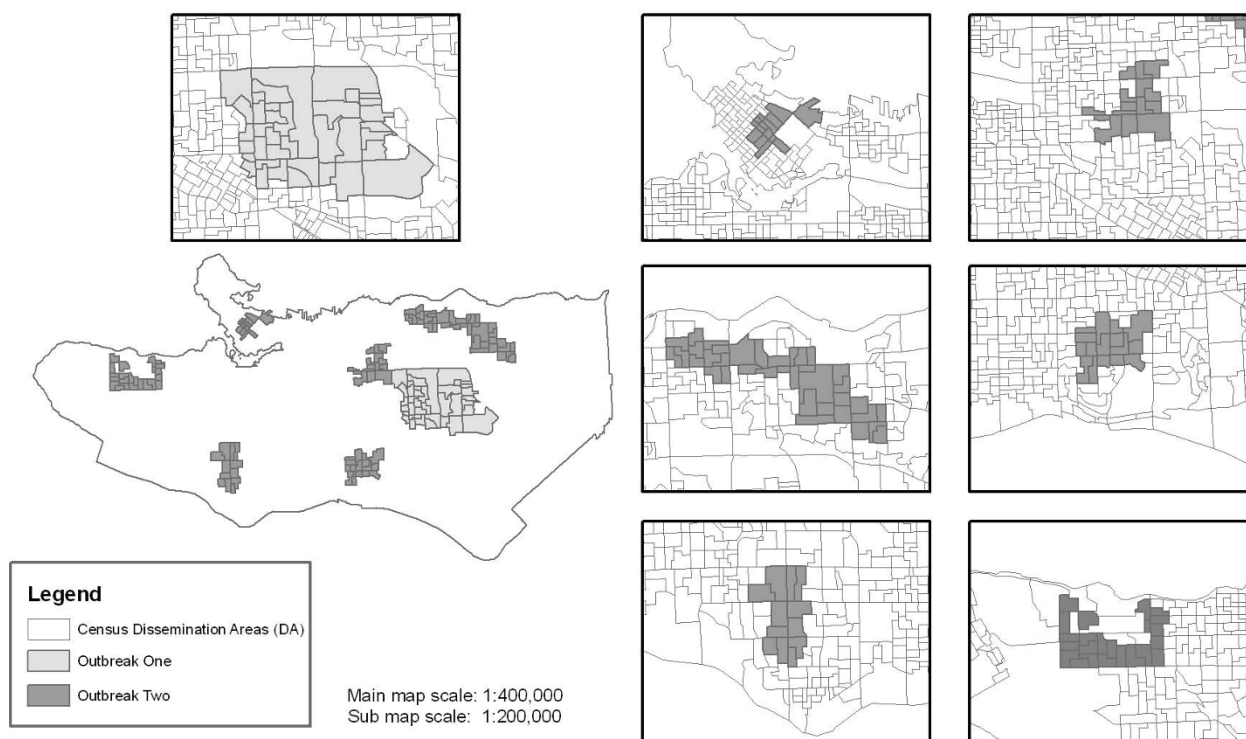 Legend
Census Dissemination Areas (DA)
Outbreak One
Outbreak Two
Main map scale: 1:400,000
Sub map scale: 1:200,000